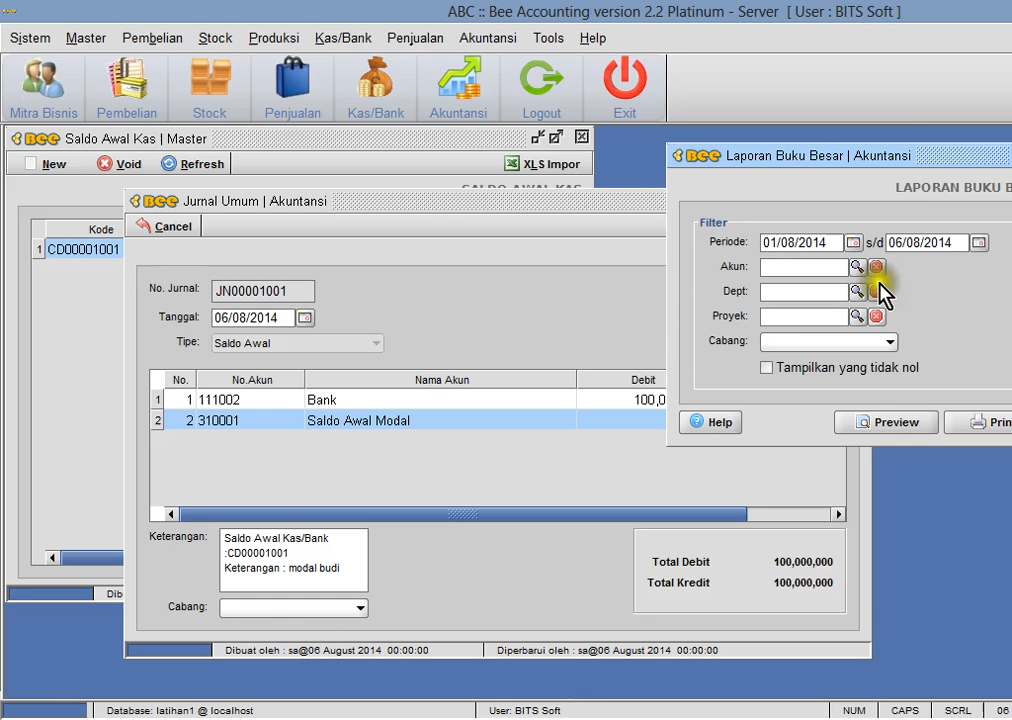 ABC :: Bee Accounting version 2.2 Platinum - Server [ User : BITS Soft ]
Sistem Master Pembelian Stock Produksi Kas/Bank Penjualan Akuntansi Tools Help
Mitra Bisnis Pembelian Stock Penjualan Kas/Bank Akuntansi Logout Exit
BEE Saldo Awal Kas | Master
New Void Refresh XLS Impor
SALDO AWAL KAS
Kode
1 CD00001001
BEE Jurnal Umum | Akuntansi
Cancel
No. Jurnal: JN00001001
Tanggal: 06/08/2014
Tipe: Saldo Awal
No. No.Akun Nama Akun Debit
1 1 111002 Bank 100,0
2 2 310001 Saldo Awal Modal
Keterangan: Saldo Awal Kas/Bank
:CD00001001
Keterangan : modal budi
Cabang:
Total Debit 100,000,000
Total Kredit 100,000,000
Dibuat oleh : sa@06 August 2014 00:00:00 Diperbarui oleh : sa@06 August 2014 00:00:00
Dib
BEE Laporan Buku Besar | Akuntansi
LAPORAN BUKU B
Filter
Periode: 01/08/2014 s/d 06/08/2014
Akun:
Dept:
Proyek:
Cabang:
Tampilkan yang tidak nol
Help Preview Prin
Database: latihan1 @ localhost User: BITS Soft NUM CAPS SCRL 06